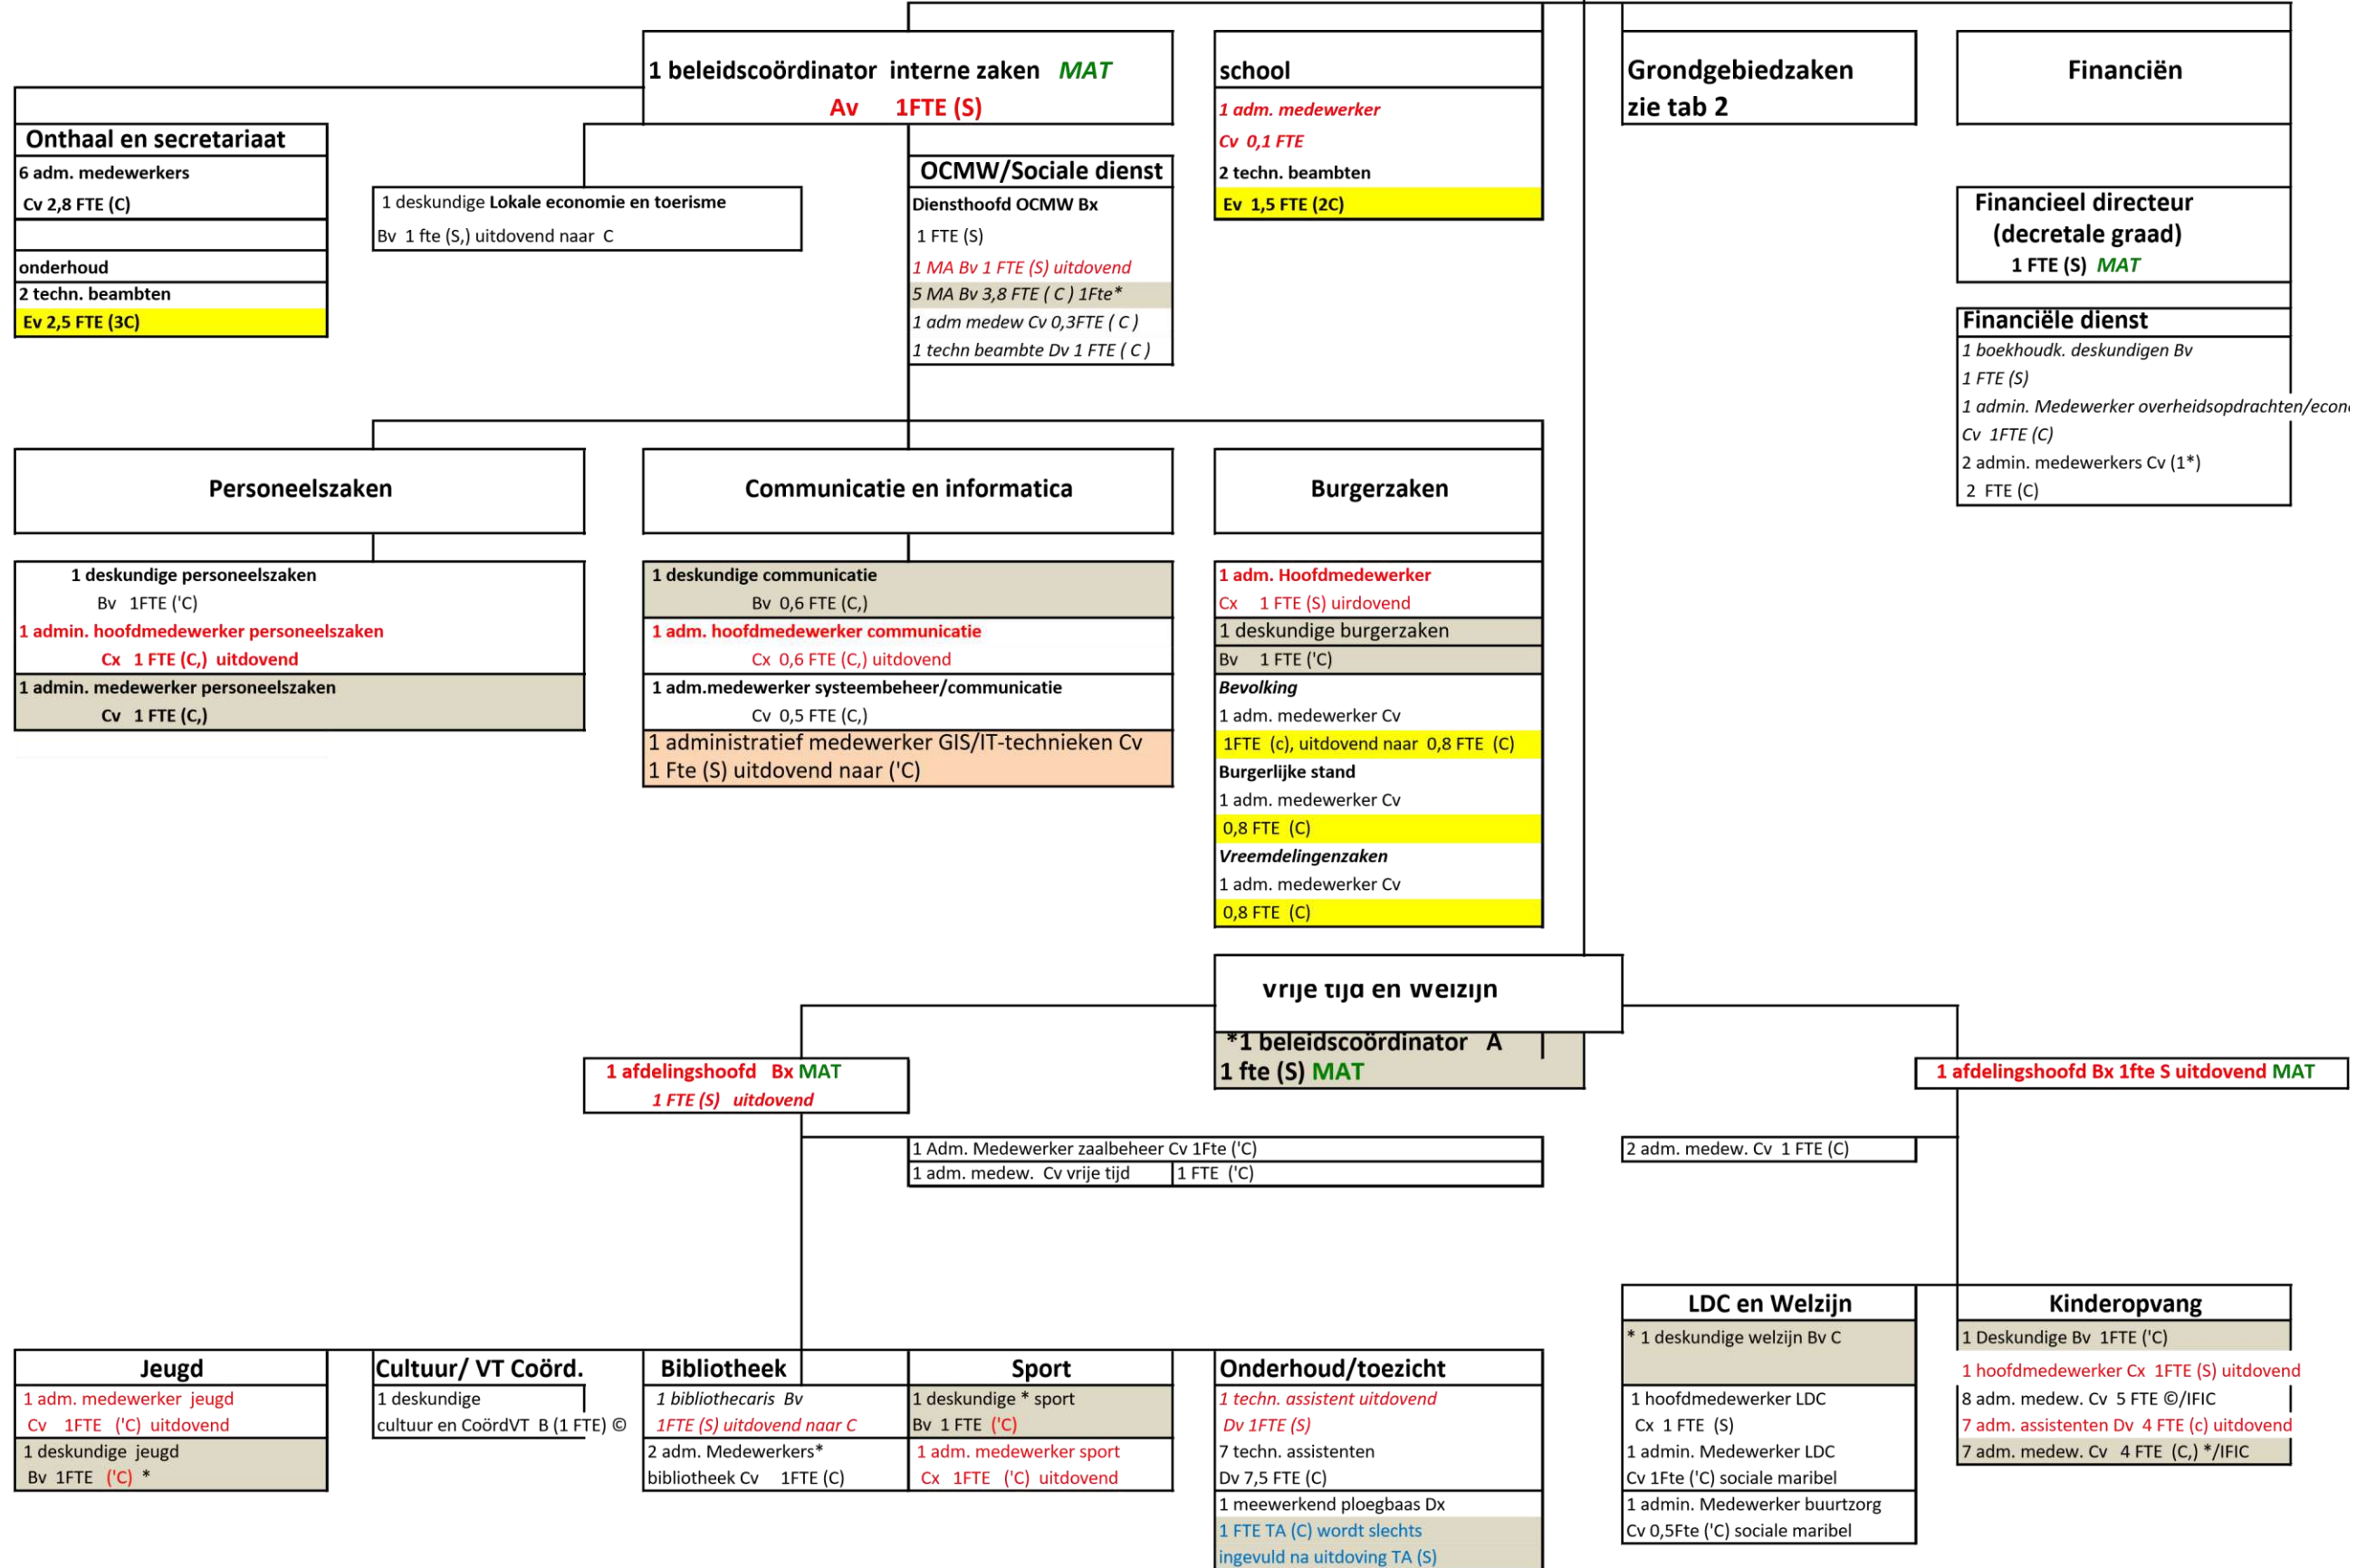 1 beleidscoördinator interne zaken MAT
Av 1FTE (S)
school
1 adm. medewerker
Cv 0,1 FTE
2 techn. beambten
Ev 1,5 FTE (2C)
Grondgebiedzaken
zie tab 2
Financiën
Onthaal en secretariaat
6 adm. medewerkers
Cv 2,8 FTE (C)
onderhoud
2 techn. beambten
Ev 2,5 FTE (3C)
1 deskundige Lokale economie en toerisme
Bv 1 fte (S,) uitdovend naar C
OCMW/Sociale dienst
Diensthoofd OCMW Bx
1 FTE (S)
1 MA Bv 1 FTE (S) uitdovend
5 MA Bv 3,8 FTE ( C ) 1Fte*
1 adm medew Cv 0,3FTE ( C )
1 techn beambte Dv 1 FTE ( C )
Financieel directeur
(decretale graad)
1 FTE (S) MAT
Financiële dienst
1 boekhoudk. deskundigen Bv
1 FTE (S)
1 admin. Medewerker overheidsopdrachten/econ
Cv 1FTE (C)
2 admin. medewerkers Cv (1*)
2 FTE (C)
Personeelszaken
Communicatie en informatica
Burgerzaken
1 deskundige personeelszaken
Bv 1FTE ('C)
1 admin. hoofdmedewerker personeelszaken
Cx 1 FTE (C,) uitdovend
1 admin. medewerker personeelszaken
Cv 1 FTE (C,)
1 deskundige communicatie
Bv 0,6 FTE (C,)
1 adm. hoofdmedewerker communicatie
Cx 0,6 FTE (C,) uitdovend
1 adm.medewerker systeembeheer/communicatie
Cv 0,5 FTE (C,)
1 administratief medewerker GIS/IT-technieken Cv
1 Fte (S) uitdovend naar ('C)
1 adm. Hoofdmedewerker
Cx 1 FTE (S) uirdovend
1 deskundige burgerzaken
Bv 1 FTE ('C)
Bevolking
1 adm. medewerker Cv
1FTE (c), uitdovend naar 0,8 FTE (C)
Burgerlijke stand
1 adm. medewerker Cv
0,8 FTE (C)
Vreemdelingenzaken
1 adm. medewerker Cv
0,8 FTE (C)
vrije tijd en welzijn
*1 beleidscoördinator A
1 fte (S) MAT
1 afdelingshoofd Bx MAT
1 FTE (S) uitdovend
1 afdelingshoofd Bx 1fte S uitdovend MAT
1 Adm. Medewerker zaalbeheer Cv 1Fte ('C)
1 adm. medew. Cv vrije tijd 1 FTE ('C)
2 adm. medew. Cv 1 FTE (C)
Jeugd
1 adm. medewerker jeugd
Cv 1FTE ('C) uitdovend
1 deskundige jeugd
Bv 1FTE ('C) *
Cultuur/ VT Coörd.
1 deskundige
cultuur en CoördVT B (1 FTE) ©
Bibliotheek
1 bibliothecaris Bv
1FTE (S) uitdovend naar C
2 adm. Medewerkers*
bibliotheek Cv 1FTE (C)
Sport
1 deskundige * sport
Bv 1 FTE ('C)
1 adm. medewerker sport
Cx 1FTE ('C) uitdovend
Onderhoud/toezicht
1 techn. assistent uitdovend
Dv 1FTE (S)
7 techn. assistenten
Dv 7,5 FTE (C)
1 meewerkend ploegbaas Dx
1 FTE TA (C) wordt slechts
ingevuld na uitdoving TA (S)
LDC en Welzijn
* 1 deskundige welzijn Bv C
1 hoofdmedewerker LDC
Cx 1 FTE (S)
1 admin. Medewerker LDC
Cv 1Fte ('C) sociale maribel
1 admin. Medewerker buurtzorg
Cv 0,5Fte ('C) sociale maribel
Kinderopvang
1 Deskundige Bv 1FTE ('C)
1 hoofdmedewerker Cx 1FTE (S) uitdovend
8 adm. medew. Cv 5 FTE ©/IFIC
7 adm. assistenten Dv 4 FTE (c) uitdovend
7 adm. medew. Cv 4 FTE (C,) */IFIC